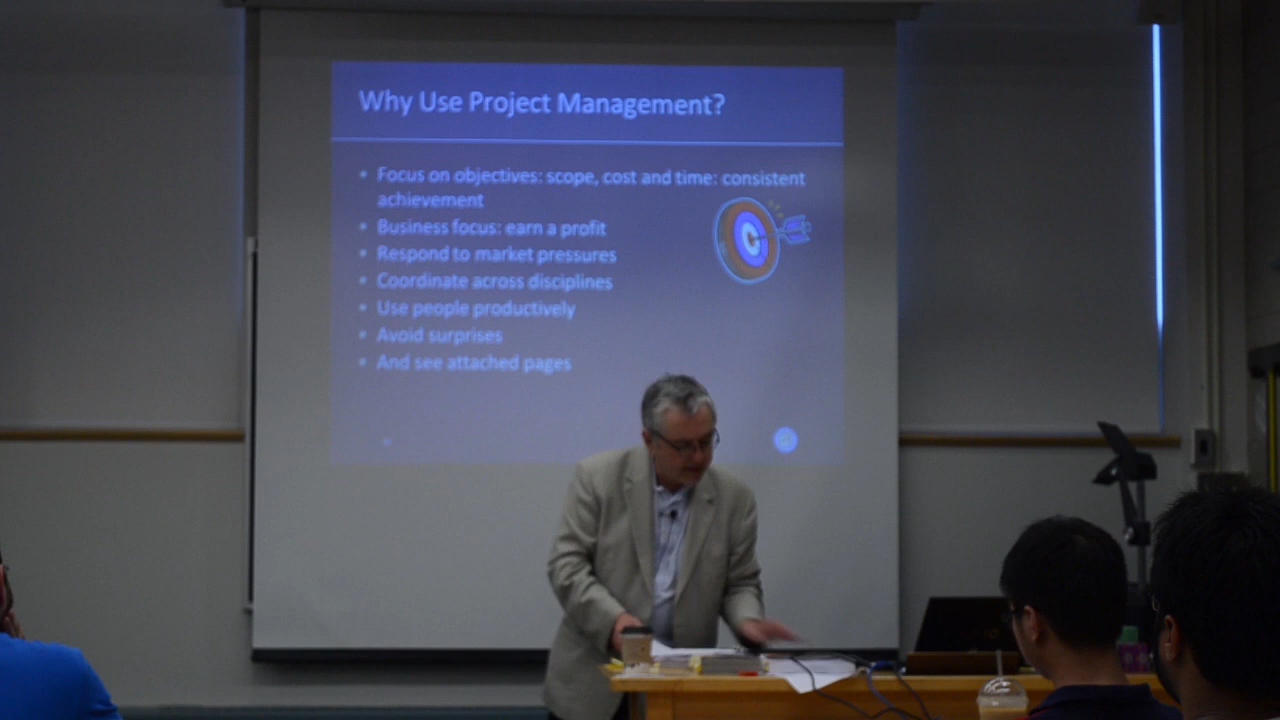 Why Use Project Management?
• Focus on objectives: scope, cost and time: consistent
achievement
• Business focus: earn a profit
• Respond to market pressures
• Coordinate across disciplines
• Use people productively
• Avoid surprises
• And see attached pages